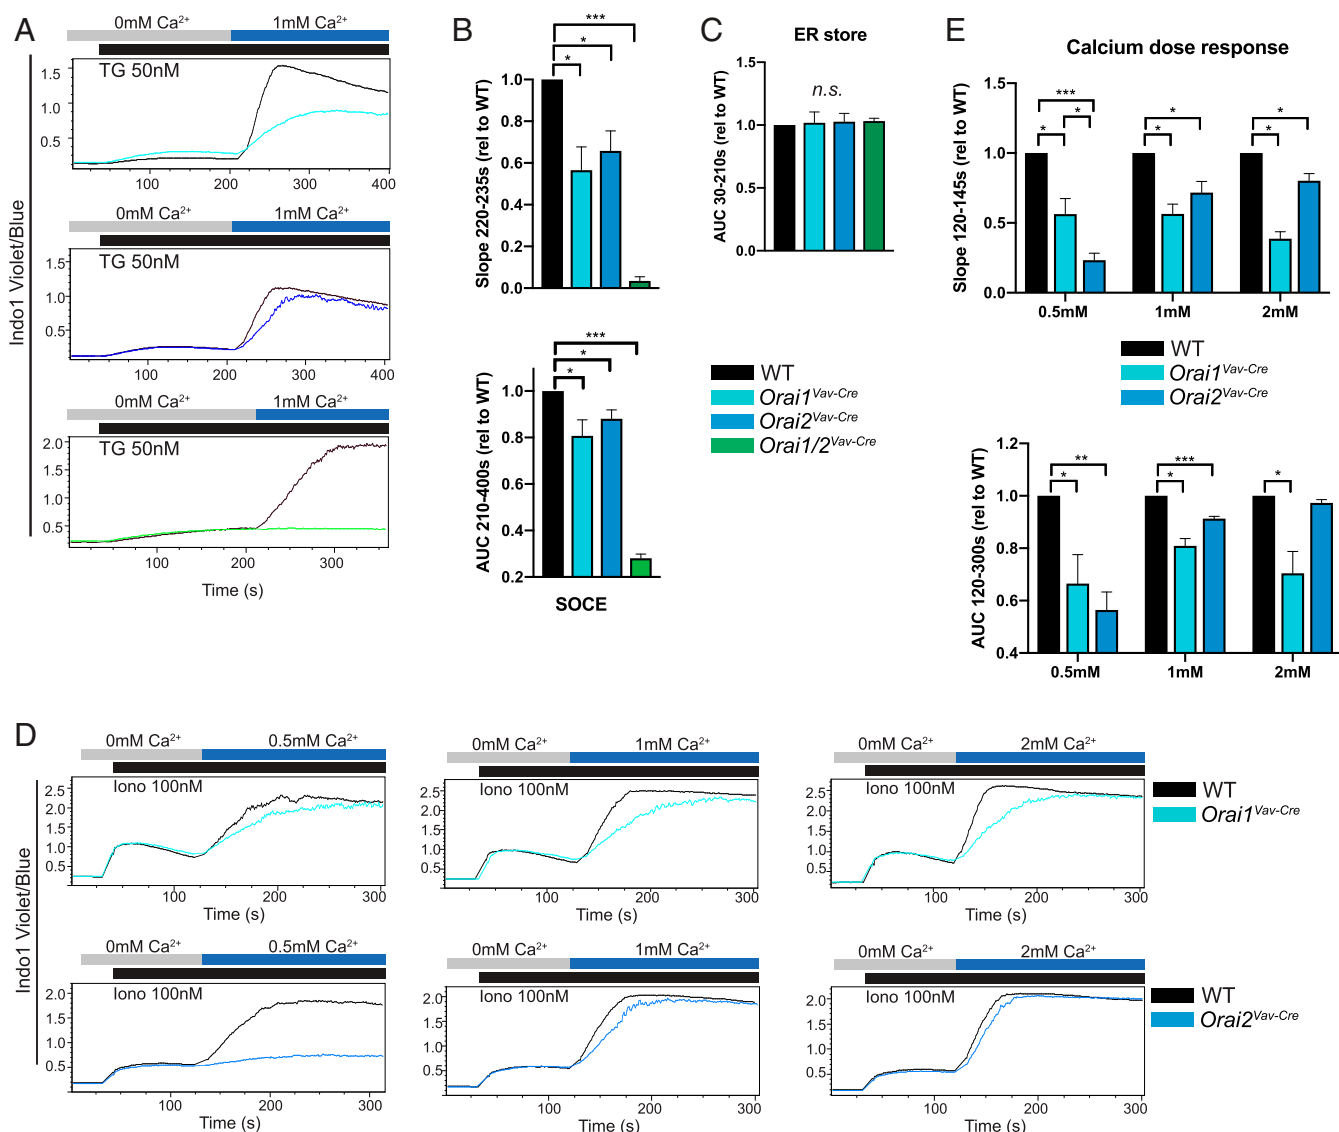 A
0mM Ca²⁺ 1mM Ca²⁺
TG 50nM
1.5
1.0
0.5
100 200 300 400
0mM Ca²⁺ 1mM Ca²⁺
TG 50nM
1.5
1.0
0.5
100 200 300 400
0mM Ca²⁺ 1mM Ca²⁺
TG 50nM
2.0
1.5
1.0
0.5
100 200 300
Time (s)
Indo1 Violet/Blue
B
***
*
*
1.0
0.8
0.6
0.4
0.2
0.0
Slope 220-235s (rel to WT)
***
*
*
1.0
0.8
0.6
0.4
0.2
AUC 210-400s (rel to WT)
SOCE
C
ER store
n.s.
1.5
1.0
0.5
0.0
AUC 30-210s (rel to WT)
WT
Orai1^Vav-Cre
Orai2^Vav-Cre
Orai1/2^Vav-Cre
E
Calcium dose response
***
* *
*
*
*
*
1.5
1.0
0.5
0.0
Slope 120-145s (rel to WT)
0.5mM 1mM 2mM
WT
Orai1^Vav-Cre
Orai2^Vav-Cre
**
*
***
*
*
1.2
1.0
0.8
0.6
0.4
AUC 120-300s (rel to WT)
0.5mM 1mM 2mM
D
Indo1 Violet/Blue
0mM Ca²⁺ 0.5mM Ca²⁺
Iono 100nM
2.5
2.0
1.5
1.0
0.5
100 200 300
Time (s)
0mM Ca²⁺ 1mM Ca²⁺
Iono 100nM
2.5
2.0
1.5
1.0
0.5
100 200 300
Time (s)
0mM Ca²⁺ 2mM Ca²⁺
Iono 100nM
2.5
2.0
1.5
1.0
0.5
100 200 300
Time (s)
WT
Orai1^Vav-Cre
0mM Ca²⁺ 0.5mM Ca²⁺
Iono 100nM
2.0
1.5
1.0
0.5
100 200 300
Time (s)
0mM Ca²⁺ 1mM Ca²⁺
Iono 100nM
2.0
1.5
1.0
0.5
100 200 300
Time (s)
0mM Ca²⁺ 2mM Ca²⁺
Iono 100nM
2.0
1.5
1.0
0.5
100 200 300
Time (s)
WT
Orai2^Vav-Cre